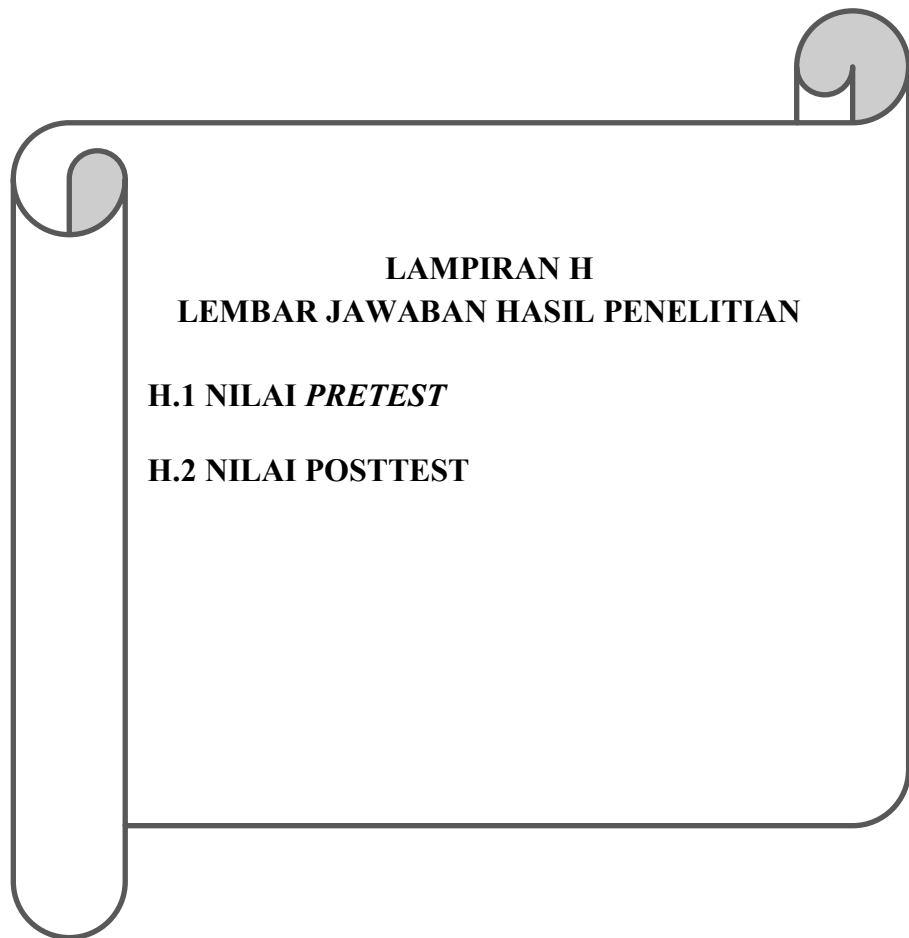 LAMPIRAN H
LEMBAR JAWABAN HASIL PENELITIAN
H.1 NILAI PRETEST
H.2 NILAI POSTTEST